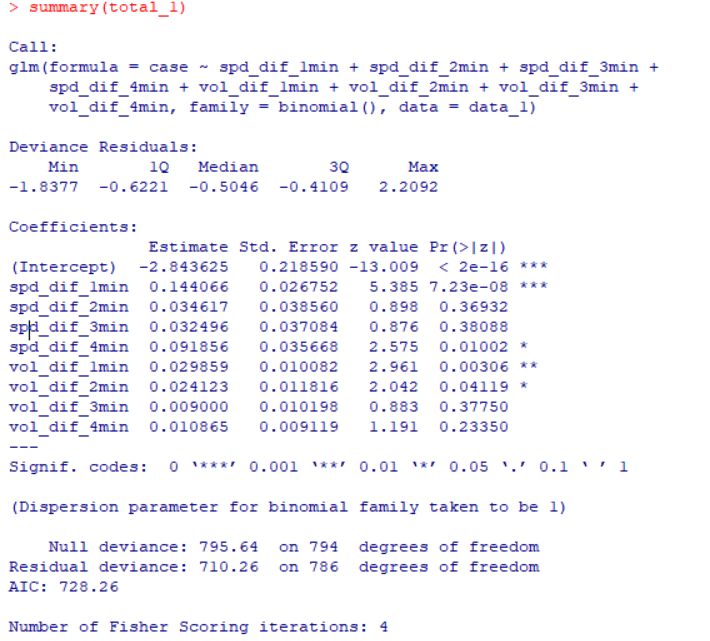 > summary(total_1)
Call:
glm(formula = case ~ spd_dif_1min + spd_dif_2min + spd_dif_3min +
    spd_dif_4min + vol_dif_1min + vol_dif_2min + vol_dif_3min +
    vol_dif_4min, family = binomial(), data = data_1)
Deviance Residuals:
    Min      1Q  Median      3Q     Max
-1.8377 -0.6221 -0.5046 -0.4109  2.2092
Coefficients:
              Estimate Std. Error z value Pr(>|z|)
(Intercept)  -2.843625   0.218590 -13.009  < 2e-16 ***
spd_dif_1min  0.144066   0.026752   5.385 7.23e-08 ***
spd_dif_2min  0.034617   0.038560   0.898  0.36932
spd_dif_3min  0.032496   0.037084   0.876  0.38088
spd_dif_4min  0.091856   0.035668   2.575  0.01002 *
vol_dif_1min  0.029859   0.010082   2.961  0.00306 **
vol_dif_2min  0.024123   0.011816   2.042  0.04119 *
vol_dif_3min  0.009000   0.010198   0.883  0.37750
vol_dif_4min  0.010865   0.009119   1.191  0.23350
---
Signif. codes:  0 ‘***’ 0.001 ‘**’ 0.01 ‘*’ 0.05 ‘.’ 0.1 ‘ ’ 1
(Dispersion parameter for binomial family taken to be 1)
    Null deviance: 795.64  on 794  degrees of freedom
Residual deviance: 710.26  on 786  degrees of freedom
AIC: 728.26
Number of Fisher Scoring iterations: 4